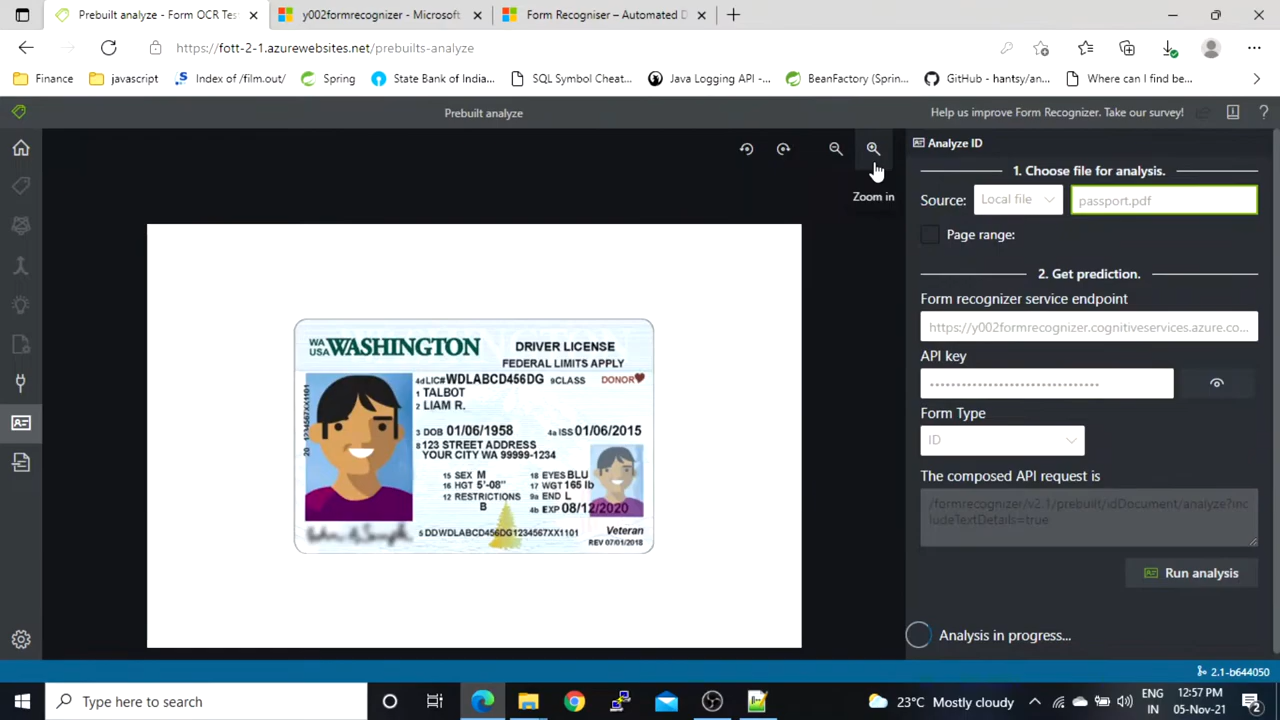 Prebuilt analyze - Form OCR Tes
y002formrecognizer - Microsoft
Form Recogniser – Automated D
https://fott-2-1.azurewebsites.net/prebuilts-analyze
Finance
javascript
Index of /film.out/
Spring
State Bank of India...
SQL Symbol Cheat...
Java Logging API -...
BeanFactory (Sprin...
GitHub - hantsy/an...
Where can I find be...
Prebuilt analyze
Help us improve Form Recognizer. Take our survey!
Zoom in
WA
USA
WASHINGTON
DRIVER LICENSE
FEDERAL LIMITS APPLY
4d LIC#WDLABCD456DG 9CLASS DONOR
1 TALBOT
2 LIAM R.
3 DOB 01/06/1958 4a ISS 01/06/2015
8 123 STREET ADDRESS
YOUR CITY WA 99999-1234
15 SEX M 18 EYES BLU
16 HGT 5'-08" 17 WGT 165 lb
12 RESTRICTIONS 9a END L
B 4b EXP 08/12/2020
5 DDWDLABCD456DG1234567XX1101
Veteran
REV 07/01/2018
20 1234567XX1101
Analyze ID
1. Choose file for analysis.
Source: Local file passport.pdf
Page range:
2. Get prediction.
Form recognizer service endpoint
https://y002formrecognizer.cognitiveservices.azure.co...
API key
Form Type
ID
The composed API request is
/formrecognizer/v2.1/prebuilt/idDocument/analyze?inc
ludeTextDetails=true
Run analysis
Analysis in progress...
2.1-b644050
Type here to search
23°C Mostly cloudy
ENG
IN
12:57 PM
05-Nov-21
2